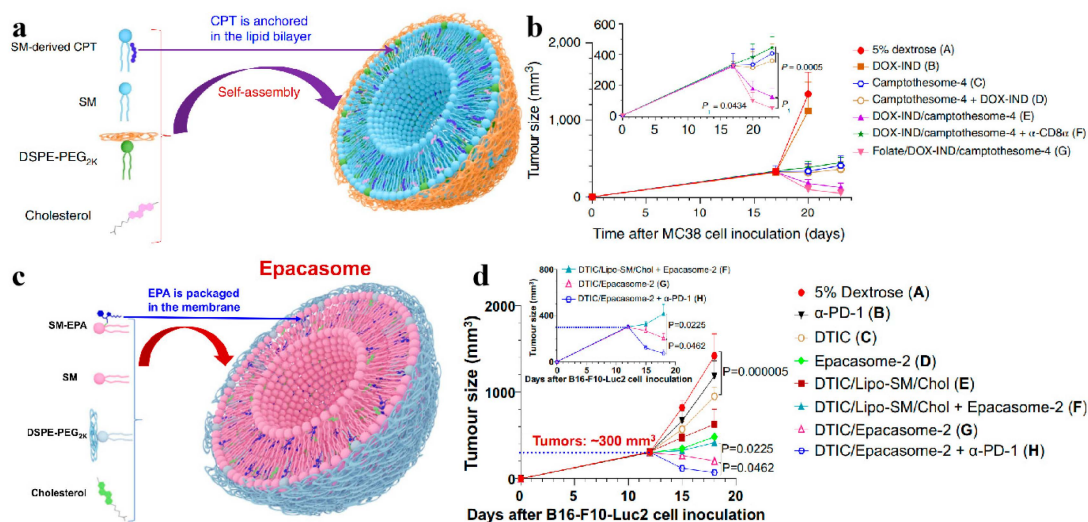 a
SM-derived CPT
SM
DSPE-PEG2K
Cholesterol
CPT is anchored
in the lipid bilayer
Self-assembly
b
Tumour size (mm³)
2,000
1,200
600
0
600
400
200
0
0 5 10 15 20
P = 0.0005
P = 0.0434
P
0 5 10 15 20
Time after MC38 cell inoculation (days)
5% dextrose (A)
DOX-IND (B)
Camptothesome-4 (C)
Camptothesome-4 + DOX-IND (D)
DOX-IND/camptothesome-4 (E)
DOX-IND/camptothesome-4 + α-CD8α (F)
Folate/DOX-IND/camptothesome-4 (G)
c
Epacasome
EPA is packaged
in the membrane
SM-EPA
SM
DSPE-PEG2K
Cholesterol
d
Tumour size (mm³)
2000
1200
600
0
Tumour size (mm³)
800
400
0
DTIC/Lipo-SM/Chol + Epacasome-2 (F)
DTIC/Epacasome-2 (G)
DTIC/Epacasome-2 + α-PD-1 (H)
P=0.0225
P=0.0462
0 5 10 15 20
Days after B16-F10-Luc2 cell inoculation
Tumors: ~300 mm³
P=0.000005
P=0.0225
P=0.0462
0 5 10 15 20
Days after B16-F10-Luc2 cell inoculation
5% Dextrose (A)
α-PD-1 (B)
DTIC (C)
Epacasome-2 (D)
DTIC/Lipo-SM/Chol (E)
DTIC/Lipo-SM/Chol + Epacasome-2 (F)
DTIC/Epacasome-2 (G)
DTIC/Epacasome-2 + α-PD-1 (H)